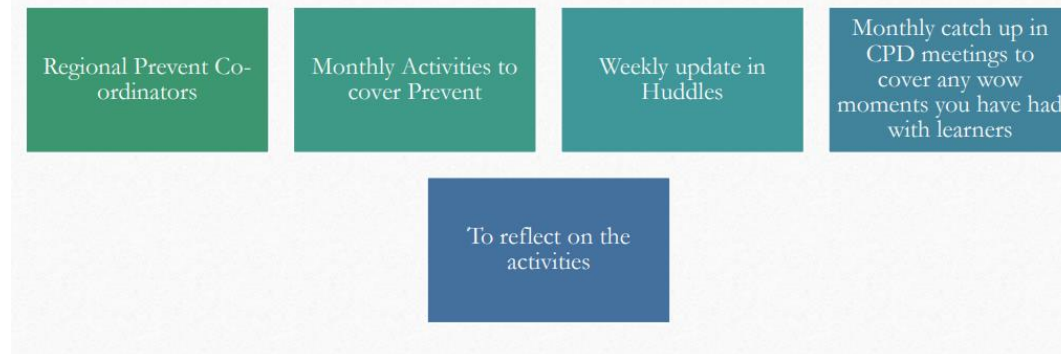 Regional Prevent Co-
ordinators
Monthly Activities to
cover Prevent
Weekly update in
Huddles
Monthly catch up in
CPD meetings to
cover any wow
moments you have had
with learners
To reflect on the
activities